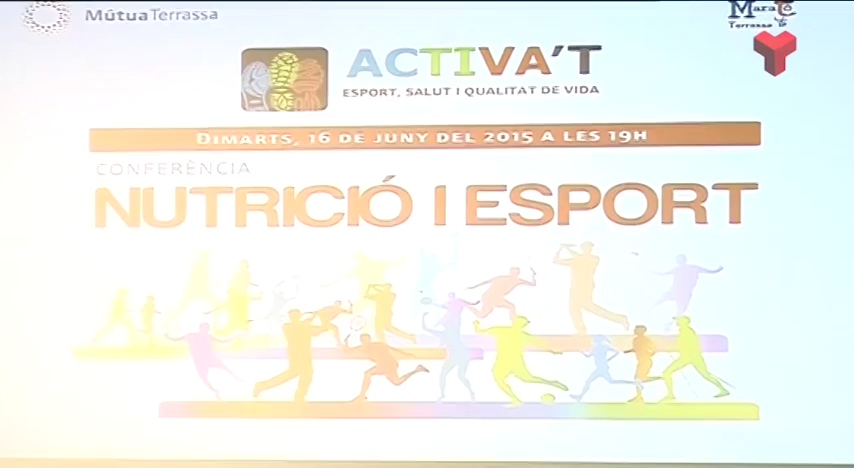 MútuaTerrassa
Marató
Terrassa
ACTIVA'T
ESPORT, SALUT I QUALITAT DE VIDA
DIMARTS, 16 DE JUNY DEL 2015 A LES 19H
CONFERÈNCIA
NUTRICIÓ I ESPORT